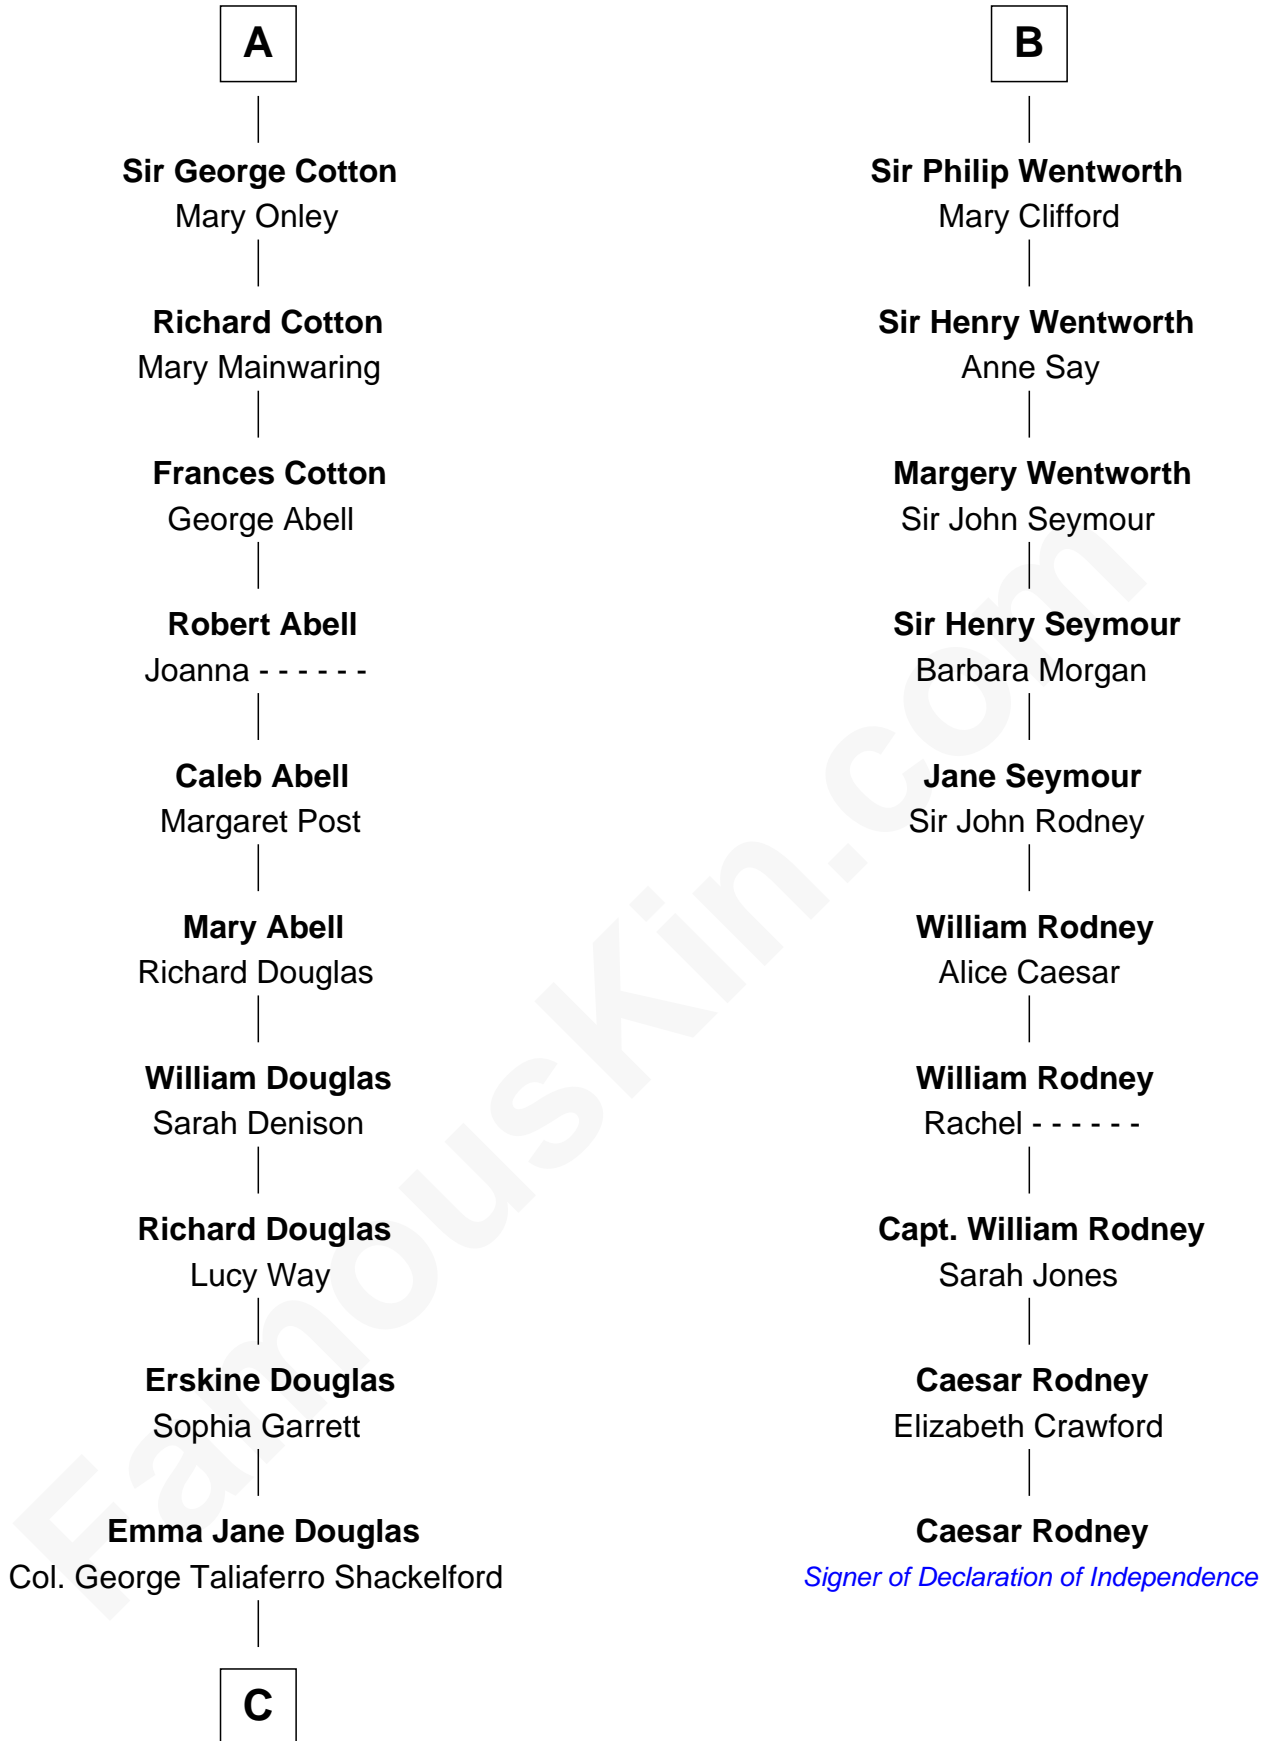 A
Sir George Cotton
Mary Onley
Richard Cotton
Mary Mainwaring
Frances Cotton
George Abell
Robert Abell
Joanna - - - - - -
Caleb Abell
Margaret Post
Mary Abell
Richard Douglas
William Douglas
Sarah Denison
Richard Douglas
Lucy Way
Erskine Douglas
Sophia Garrett
Emma Jane Douglas
Col. George Taliaferro Shackelford
C
B
Sir Philip Wentworth
Mary Clifford
Sir Henry Wentworth
Anne Say
Margery Wentworth
Sir John Seymour
Sir Henry Seymour
Barbara Morgan
Jane Seymour
Sir John Rodney
William Rodney
Alice Caesar
William Rodney
Rachel - - - - - -
Capt. William Rodney
Sarah Jones
Caesar Rodney
Elizabeth Crawford
Caesar Rodney
Signer of Declaration of Independence
FamousKin.com